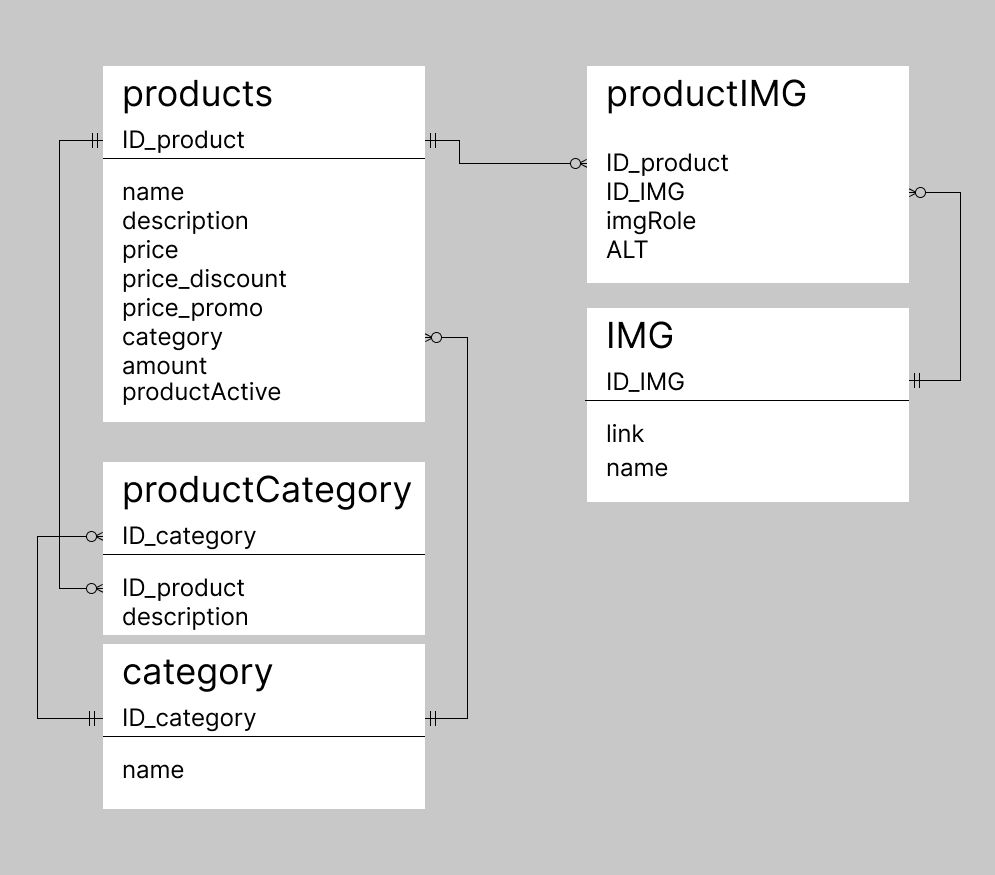 products
ID_product
name
description
price
price_discount
price_promo
category
amount
productActive
productIMG
ID_product
ID_IMG
imgRole
ALT
IMG
ID_IMG
link
name
productCategory
ID_category
ID_product
description
category
ID_category
name